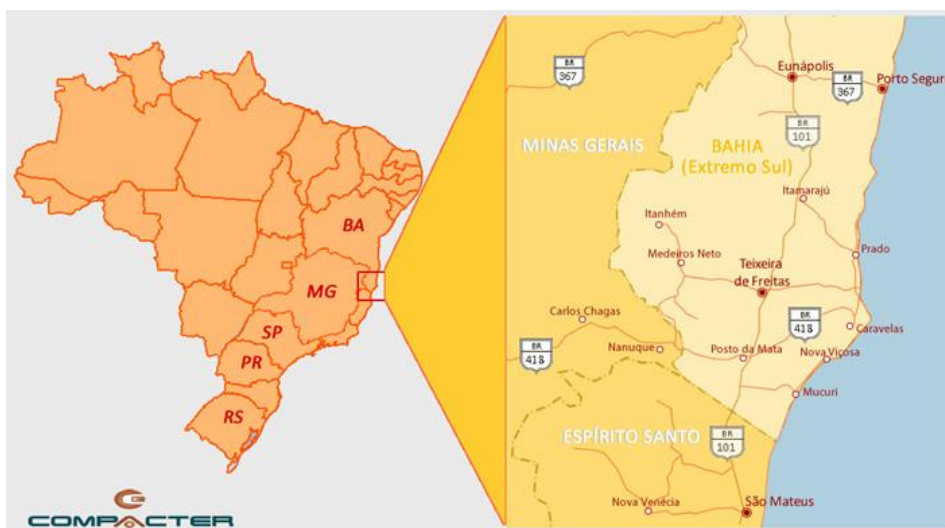 BA
MG
SP
PR
RS
COMPACTER
BR
367
Eunápolis
BR
367
Porto Segur
BR
101
MINAS GERAIS
BAHIA
(Extremo Sul)
Itamarajú
Itanhém
Medeiros Neto
Prado
Teixeira
de Freitas
Carlos Chagas
BR
418
Caravelas
BR
418
Nanuque
Posto da Mata
Nova Viçosa
Mucuri
ESPÍRITO SANTO
BR
101
Nova Venécia
São Mateus